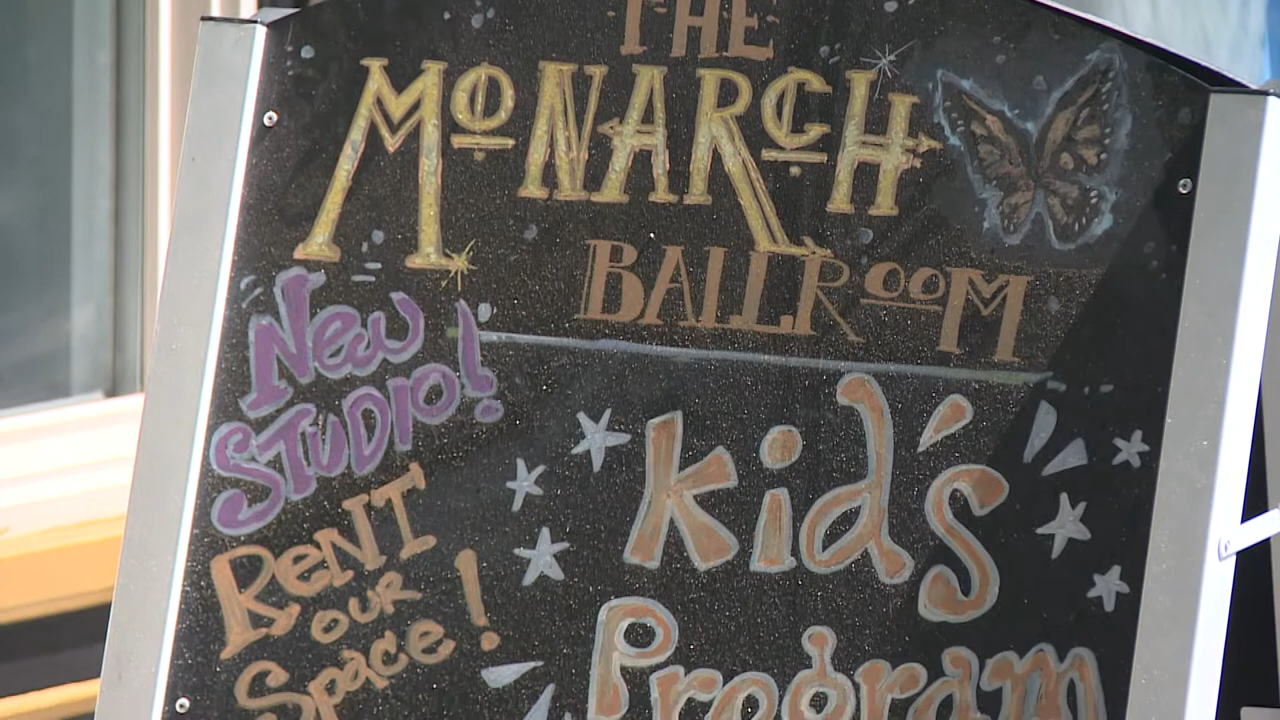 THE
MONARCH
BALLROOM
New
STUDIO!
ReNT
OUR
Space!
kid's
Program